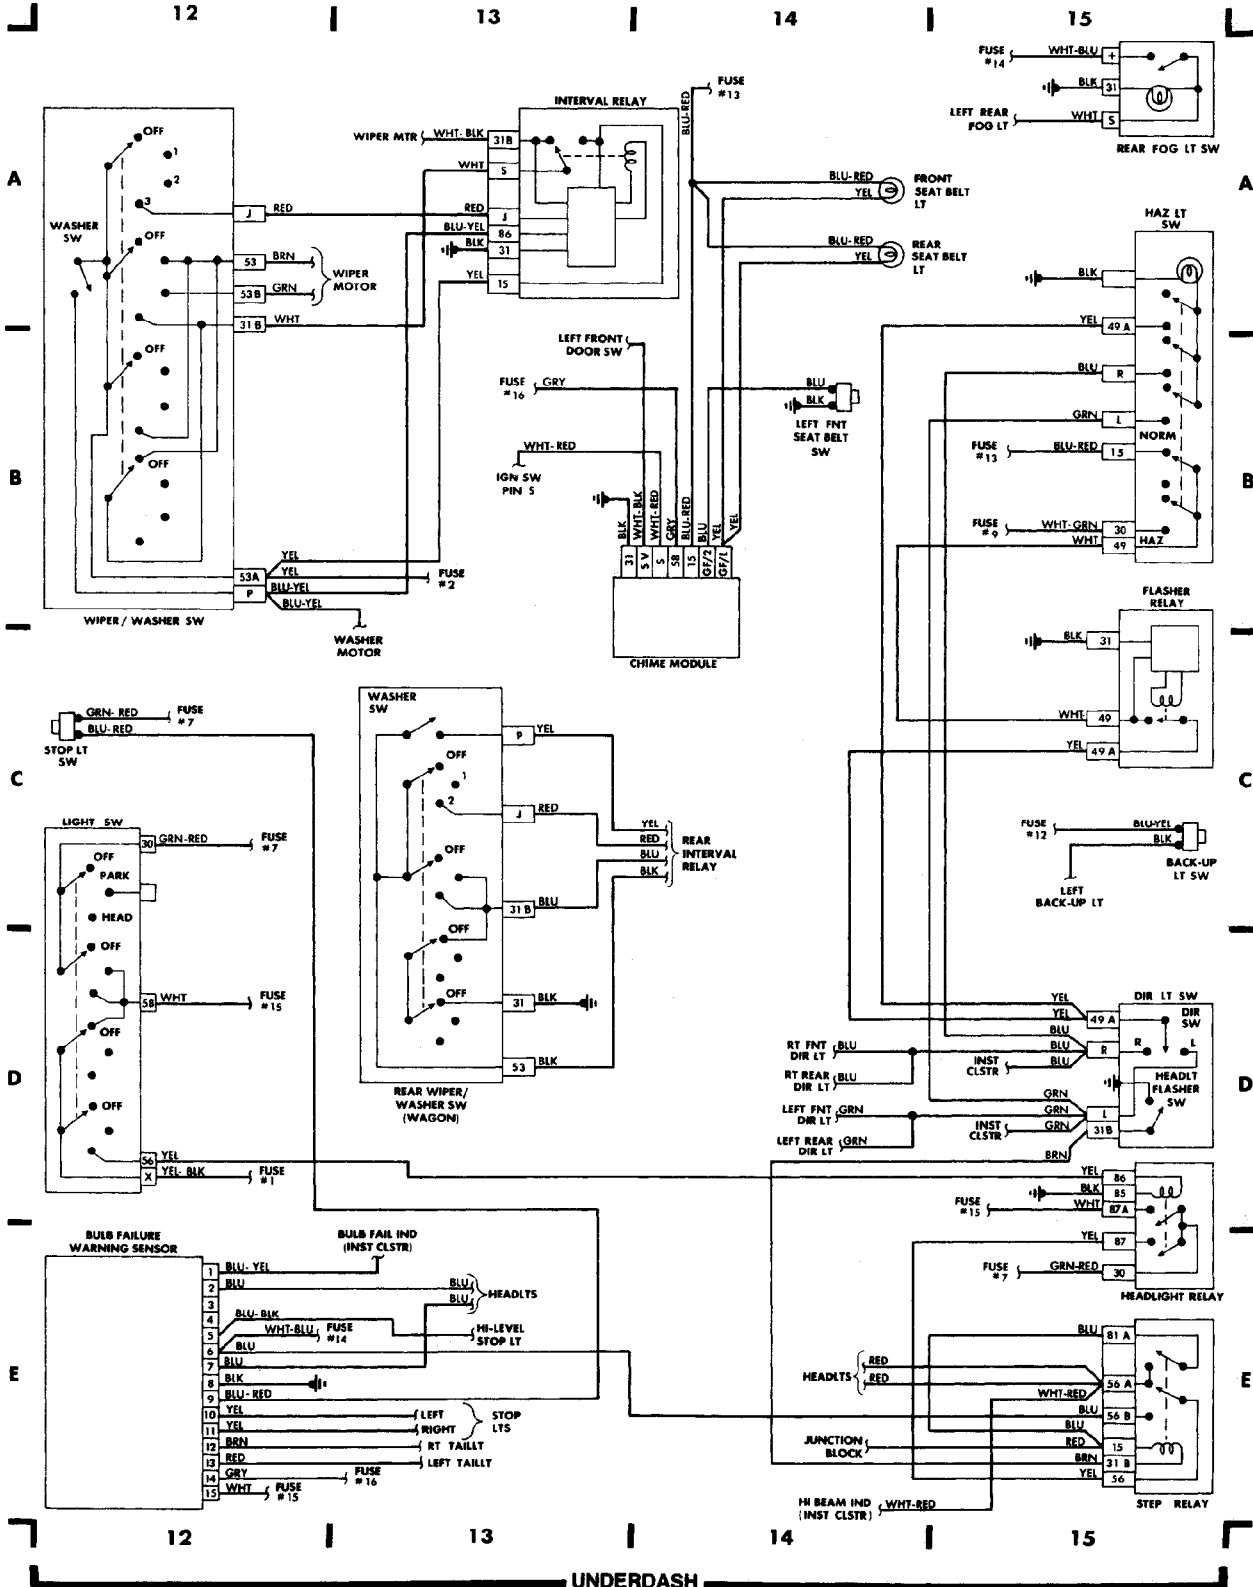 12 13 14 15
A
WASHER SW
OFF
1
2
3
OFF
OFF
OFF
J RED
53 BRN
53 B GRN
WIPER MOTOR
31 B WHT
53A YEL
YEL FUSE #2
P BLU-YEL
BLU-YEL
WASHER MOTOR
WIPER/ WASHER SW
INTERVAL RELAY
WIPER MTR WHT-BLK 31B
WHT S
RED J
BLU-YEL 86
BLK 31
YEL 15
FUSE #13
BLU-RED
BLU-RED
YEL
FRONT SEAT BELT LT
BLU-RED
YEL
REAR SEAT BELT LT
LEFT FRONT DOOR SW
FUSE #16 GRY
WHT-RED
IGN SW PIN S
BLU
BLK
LEFT FNT SEAT BELT SW
BLK WHT-BLK WHT-RED GRY BLU-RED BLU YEL YEL
31 S V S 58 15 GF/2 GF/L
CHIME MODULE
FUSE #14 WHT-BLU +
BLK 31
LEFT REAR FOG LT WHT S
REAR FOG LT SW
A
HAZ LT SW
BLK
YEL 49 A
BLU R
GRN L
NORM
FUSE #13 BLU-RED 15
FUSE #9 WHT-GRN 30
WHT 49 HAZ
B
B
FLASHER RELAY
BLK 31
WHT 49
YEL 49 A
C
C
FUSE #12 BLU-YEL
BLK
LEFT BACK-UP LT
BACK-UP LT SW
GRN-RED FUSE #7
BLU-RED
STOP LT SW
LIGHT SW
30 GRN-RED FUSE #7
OFF
PARK
HEAD
OFF
58 WHT FUSE #15
OFF
OFF
56 YEL
X YEL-BLK FUSE #1
WASHER SW
P YEL
OFF
1
2
J RED
OFF
31 B BLU
OFF
OFF
31 BLK
53 BLK
YEL
RED
BLU
BLK
REAR INTERVAL RELAY
REAR WIPER/ WASHER SW (WAGON)
D
D
DIR LT SW
YEL
YEL 49 A
DIR SW
BLU
RT FNT DIR LT BLU
BLU R
R L
INST CLSTR BLU
RT REAR DIR LT BLU
HEADLT FLASHER SW
GRN
LEFT FNT DIR LT GRN
GRN L
INST CLSTR GRN
31B
LEFT REAR DIR LT GRN
BRN
YEL 86
BLK 85
FUSE #15 WHT 87A
YEL 87
FUSE #7 GRN-RED 30
HEADLIGHT RELAY
BULB FAILURE WARNING SENSOR
BULB FAIL IND (INST CLSTR)
1 BLU-YEL
2 BLU
3
4
5 BLU-BLK
WHT-BLU FUSE #14
6 BLU
7 BLU
8 BLK
9 BLU-RED
10 YEL LEFT
11 YEL RIGHT
STOP LTS
12 BRN RT TAILLT
13 RED LEFT TAILLT
14 GRY FUSE #16
15 WHT FUSE #15
BLU
BLU
HEADLTS
HI-LEVEL STOP LT
E
E
BLU 81 A
HEADLTS RED
RED 56 A
WHT-RED
BLU 56 B
BLU
JUNCTION BLOCK RED 15
BRN 31 B
YEL 56
HI BEAM IND (INST CLSTR) WHT-RED
STEP RELAY
12 13 14 15
UNDERDASH